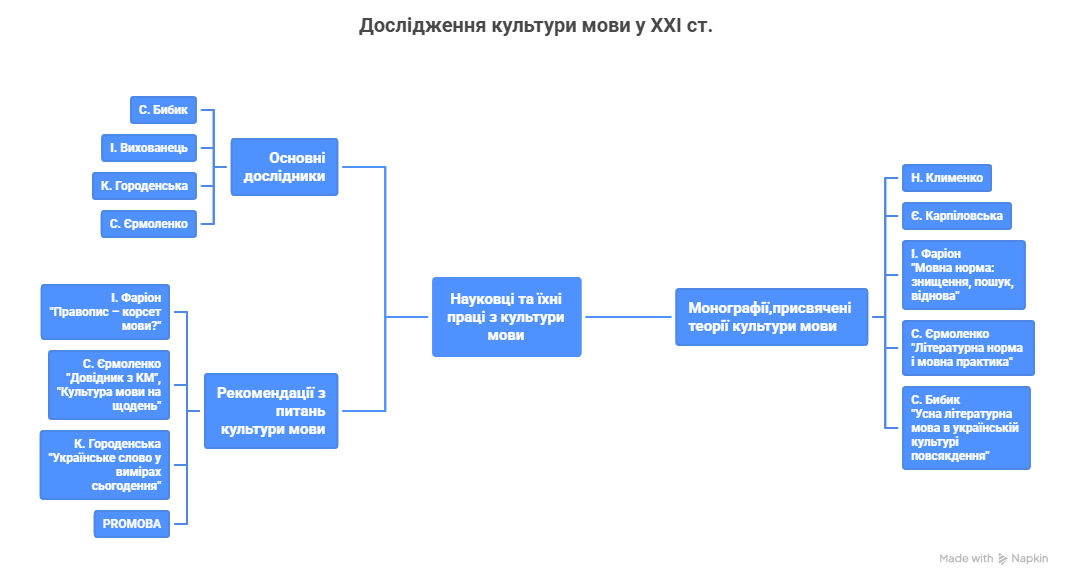 Дослідження культури мови у XXI ст.
С. Бибик
І. Вихованець
К. Городенська
С. Єрмоленко
Основні
дослідники
І. Фаріон
"Правопис – корсет
мови?"
С. Єрмоленко
"Довідник з КМ",
"Культура мови на
щодень"
К. Городенська
"Українське слово у
вимірах
сьогодення"
PROMOBA
Рекомендації з
питань
культури мови
Науковці та їхні
праці з культури
мови
Монографії,присвячені
теорії культури мови
Н. Клименко
Є. Карпіловська
І. Фаріон
"Мовна норма:
знищення, пошук,
віднова"
С. Єрмоленко
"Літературна норма
і мовна практика"
С. Бибик
"Усна літературна
мова в українській
культурі
повсякдення"
Made with Napkin